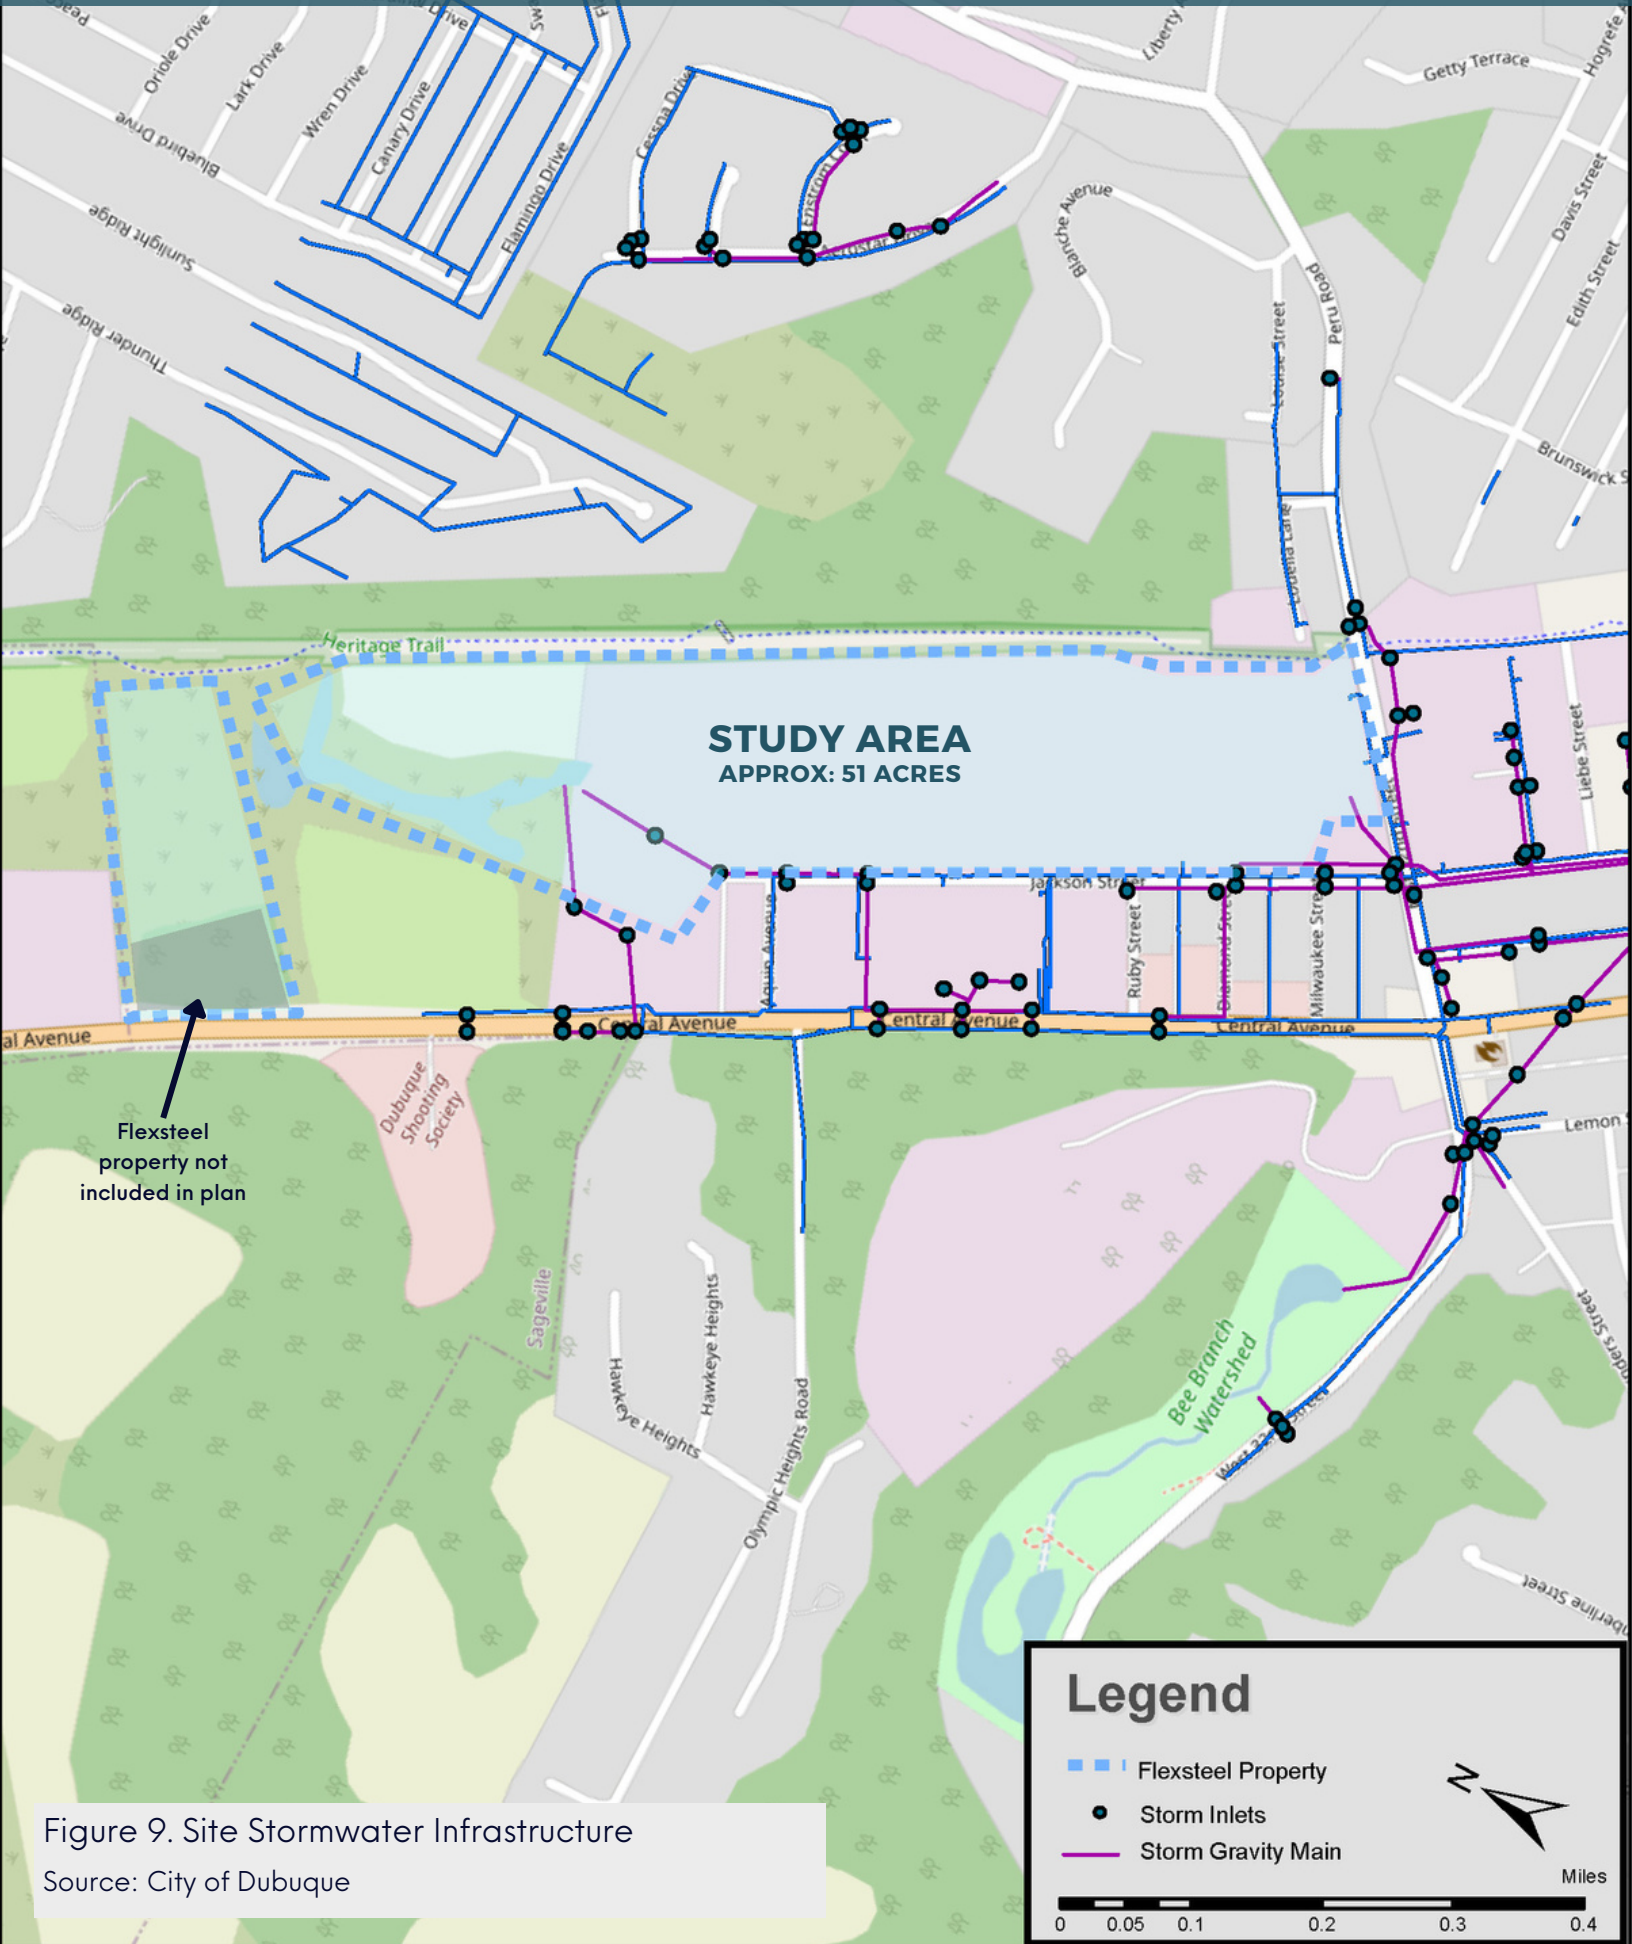 Oriole Drive
Lark Drive
Wren Drive
Canary Drive
Bluebird Drive
Flamingo Drive
Cessna Drive
Sunlight Ridge
Thunder Ridge
Getty Terrace
Davis Street
Edith Street
Blanche Avenue
Peru Road
Louise Street
Heritage Trail
STUDY AREA
APPROX: 51 ACRES
Liebe Street
Jackson Street
Aquin Avenue
Ruby Street
Milwaukee Street
al Avenue
Central Avenue
Central Avenue
Central Avenue
Dubuque
Shooting
Society
Flexsteel
property not
included in plan
Lemon
Sageville
Hawkeye Heights
Hawkeye Heights
Olympic Heights Road
Bee Branch
Watershed
Legend
Flexsteel Property
Storm Inlets
Storm Gravity Main
N
Miles
0 0.05 0.1 0.2 0.3 0.4
Figure 9. Site Stormwater Infrastructure
Source: City of Dubuque